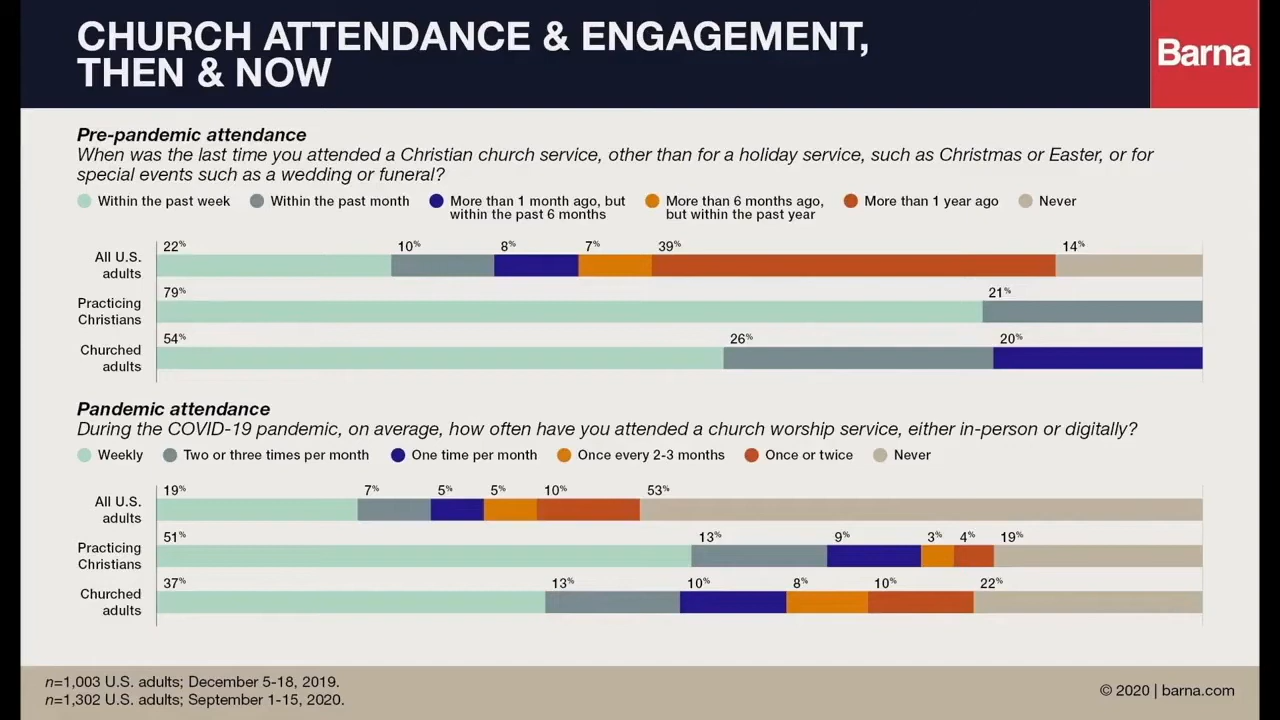 CHURCH ATTENDANCE & ENGAGEMENT,
THEN & NOW
Barna
Pre-pandemic attendance
When was the last time you attended a Christian church service, other than for a holiday service, such as Christmas or Easter, or for
special events such as a wedding or funeral?
Within the past week
Within the past month
More than 1 month ago, but
within the past 6 months
More than 6 months ago,
but within the past year
More than 1 year ago
Never
All U.S.
adults
22% 10% 8% 7% 39% 14%
Practicing
Christians
79% 21%
Churched
adults
54% 26% 20%
Pandemic attendance
During the COVID-19 pandemic, on average, how often have you attended a church worship service, either in-person or digitally?
Weekly
Two or three times per month
One time per month
Once every 2-3 months
Once or twice
Never
All U.S.
adults
19% 7% 5% 5% 10% 53%
Practicing
Christians
51% 13% 9% 3% 4% 19%
Churched
adults
37% 13% 10% 8% 10% 22%
n=1,003 U.S. adults; December 5-18, 2019.
n=1,302 U.S. adults; September 1-15, 2020.
© 2020 | barna.com